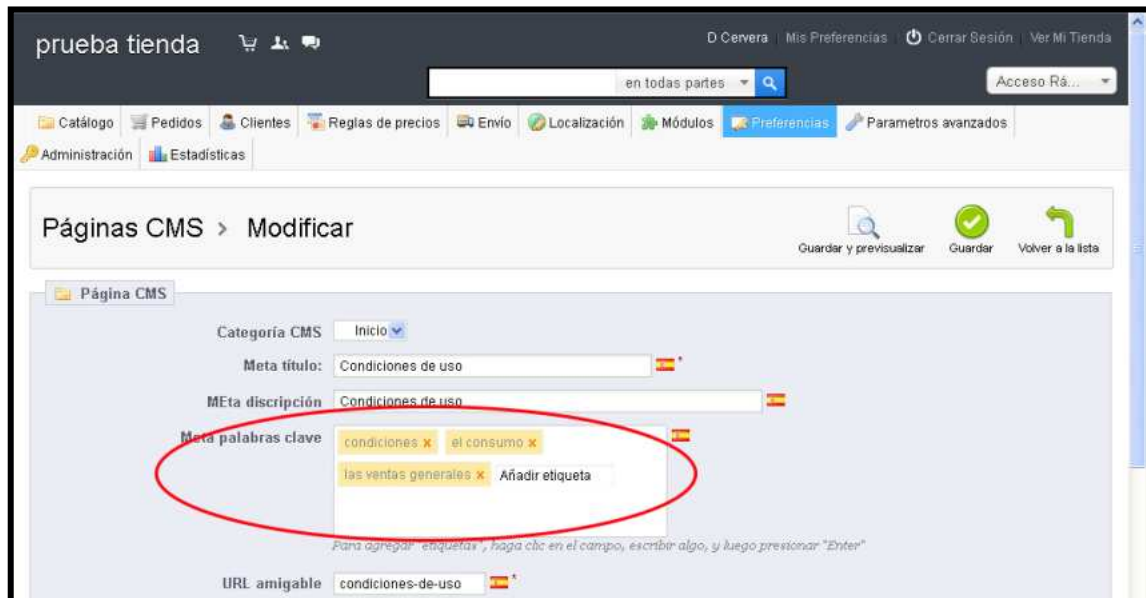 prueba tienda D Cervera Mis Preferencias Cerrar Sesión Ver Mi Tienda
en todas partes Acceso Rá...
Catálogo Pedidos Clientes Reglas de precios Envío Localización Módulos Preferencias Parametros avanzados
Administración Estadísticas
Páginas CMS > Modificar
Guardar y previsualizar Guardar Volver a la lista
Página CMS
Categoría CMS Inicio
Meta título: Condiciones de uso *
MEta discripción Condiciones de uso
Meta palabras clave condiciones x el consumo x
las ventas generales x Añadir etiqueta
Para agregar "etiquetas", haga clic en el campo, escribir algo, y luego presionar "Enter"
URL amigable condiciones-de-uso *